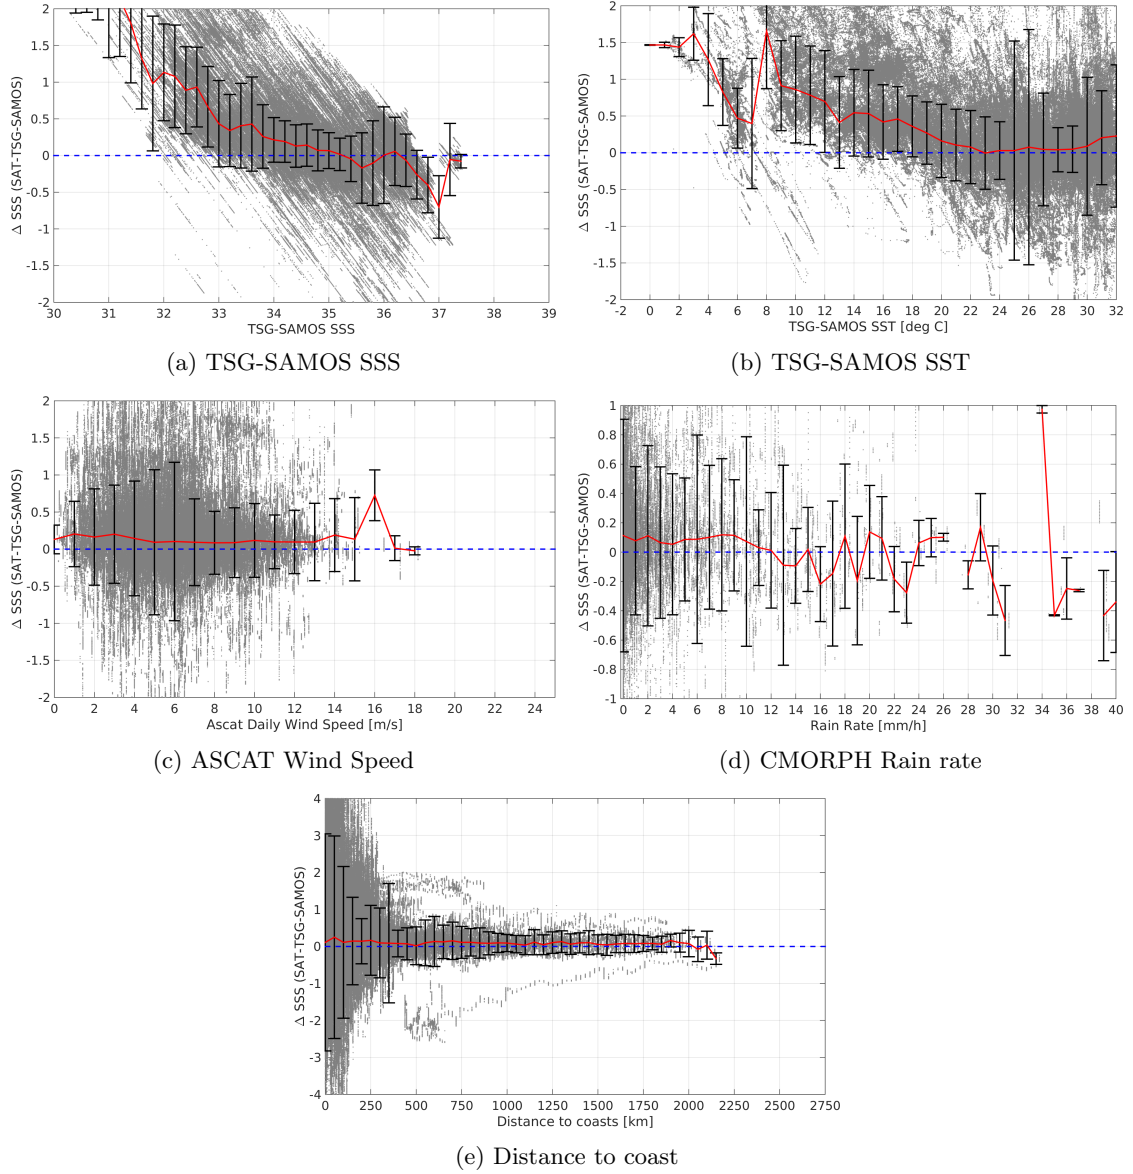 2
1.5
1
0.5
0
-0.5
-1
-1.5
-2
Δ SSS (SAT-TSG-SAMOS)
30 31 32 33 34 35 36 37 38 39
TSG-SAMOS SSS
(a) TSG-SAMOS SSS
2
1.5
1
0.5
0
0.5
-1
-1.5
-2
Δ SSS (SAT-TSG-SAMOS)
-2 0 2 4 6 8 10 12 14 16 18 20 22 24 26 28 30 32
TSG-SAMOS SST [deg C]
(b) TSG-SAMOS SST
2
1.5
1
0.5
0
-0.5
-1
-1.5
-2
Δ SSS (SAT-TSG-SAMOS)
0 2 4 6 8 10 12 14 16 18 20 22 24
Ascat Daily Wind Speed [m/s]
(c) ASCAT Wind Speed
1
0.8
0.6
0.4
0.2
0
-0.2
-0.4
-0.6
-0.8
-1
Δ SSS (SAT-TSG-SAMOS)
0 2 4 6 8 10 12 14 16 18 20 22 24 26 28 30 32 34 36 38 40
Rain Rate [mm/h]
(d) CMORPH Rain rate
4
3
2
1
0
-1
-2
-3
-4
Δ SSS (SAT-TSG-SAMOS)
0 250 500 750 1000 1250 1500 1750 2000 2250 2500 2750
Distance to coasts [km]
(e) Distance to coast